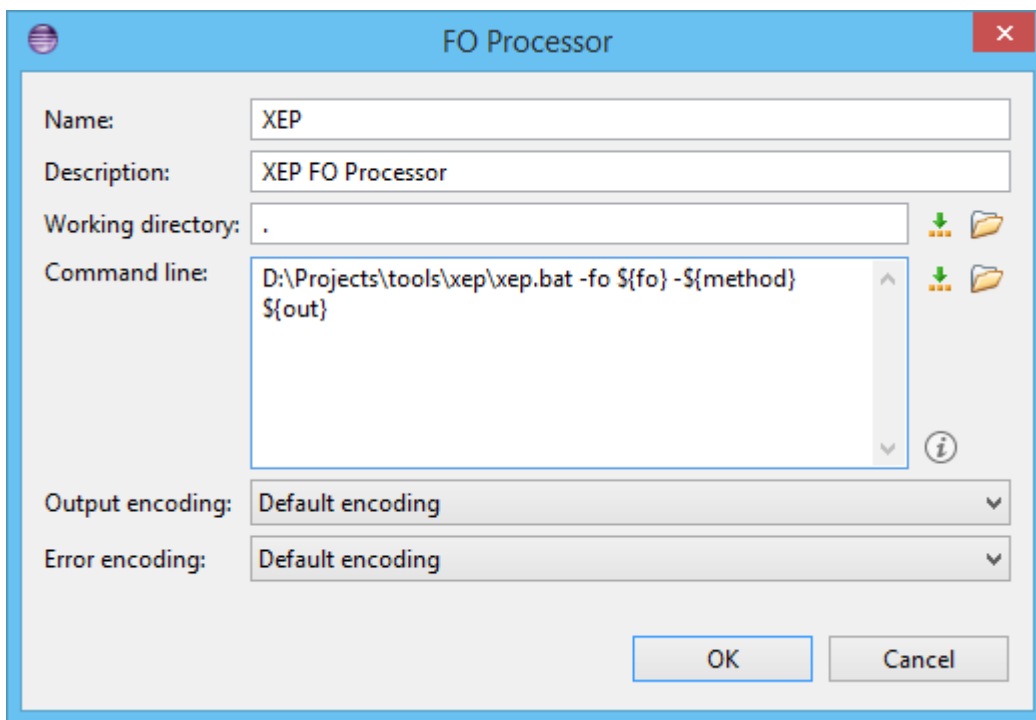 FO Processor
Name:
XEP
Description:
XEP FO Processor
Working directory:
.
Command line:
D:\Projects\tools\xep\xep.bat -fo ${fo} -${method}
${out}
Output encoding:
Default encoding
Error encoding:
Default encoding
OK
Cancel